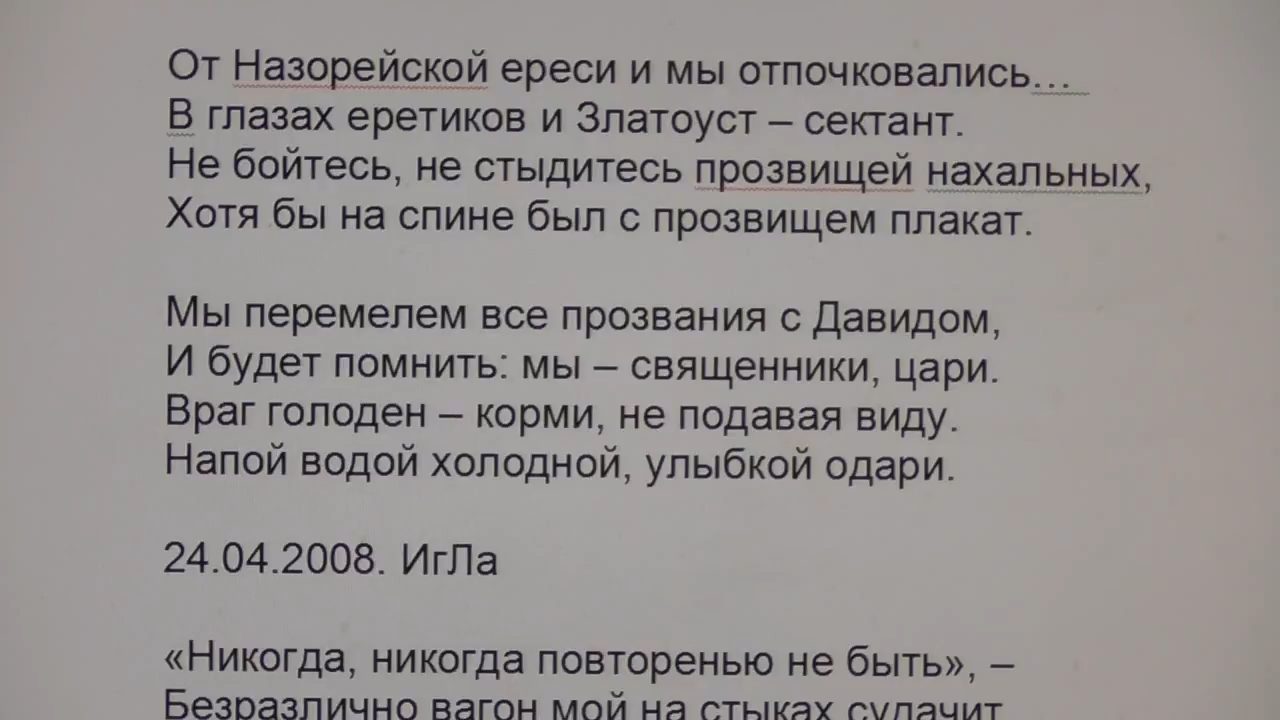 От Назорейской ереси и мы отпочковались…
В глазах еретиков и Златоуст – сектант.
Не бойтесь, не стыдитесь прозвищей нахальных,
Хотя бы на спине был с прозвищем плакат.
Мы перемелем все прозвания с Давидом,
И будет помнить: мы – священники, цари.
Враг голоден – корми, не подавая виду.
Напой водой холодной, улыбкой одари.
24.04.2008. ИгЛа
«Никогда, никогда повторенью не быть», –
Безразлично вагон мой на стыках судачит